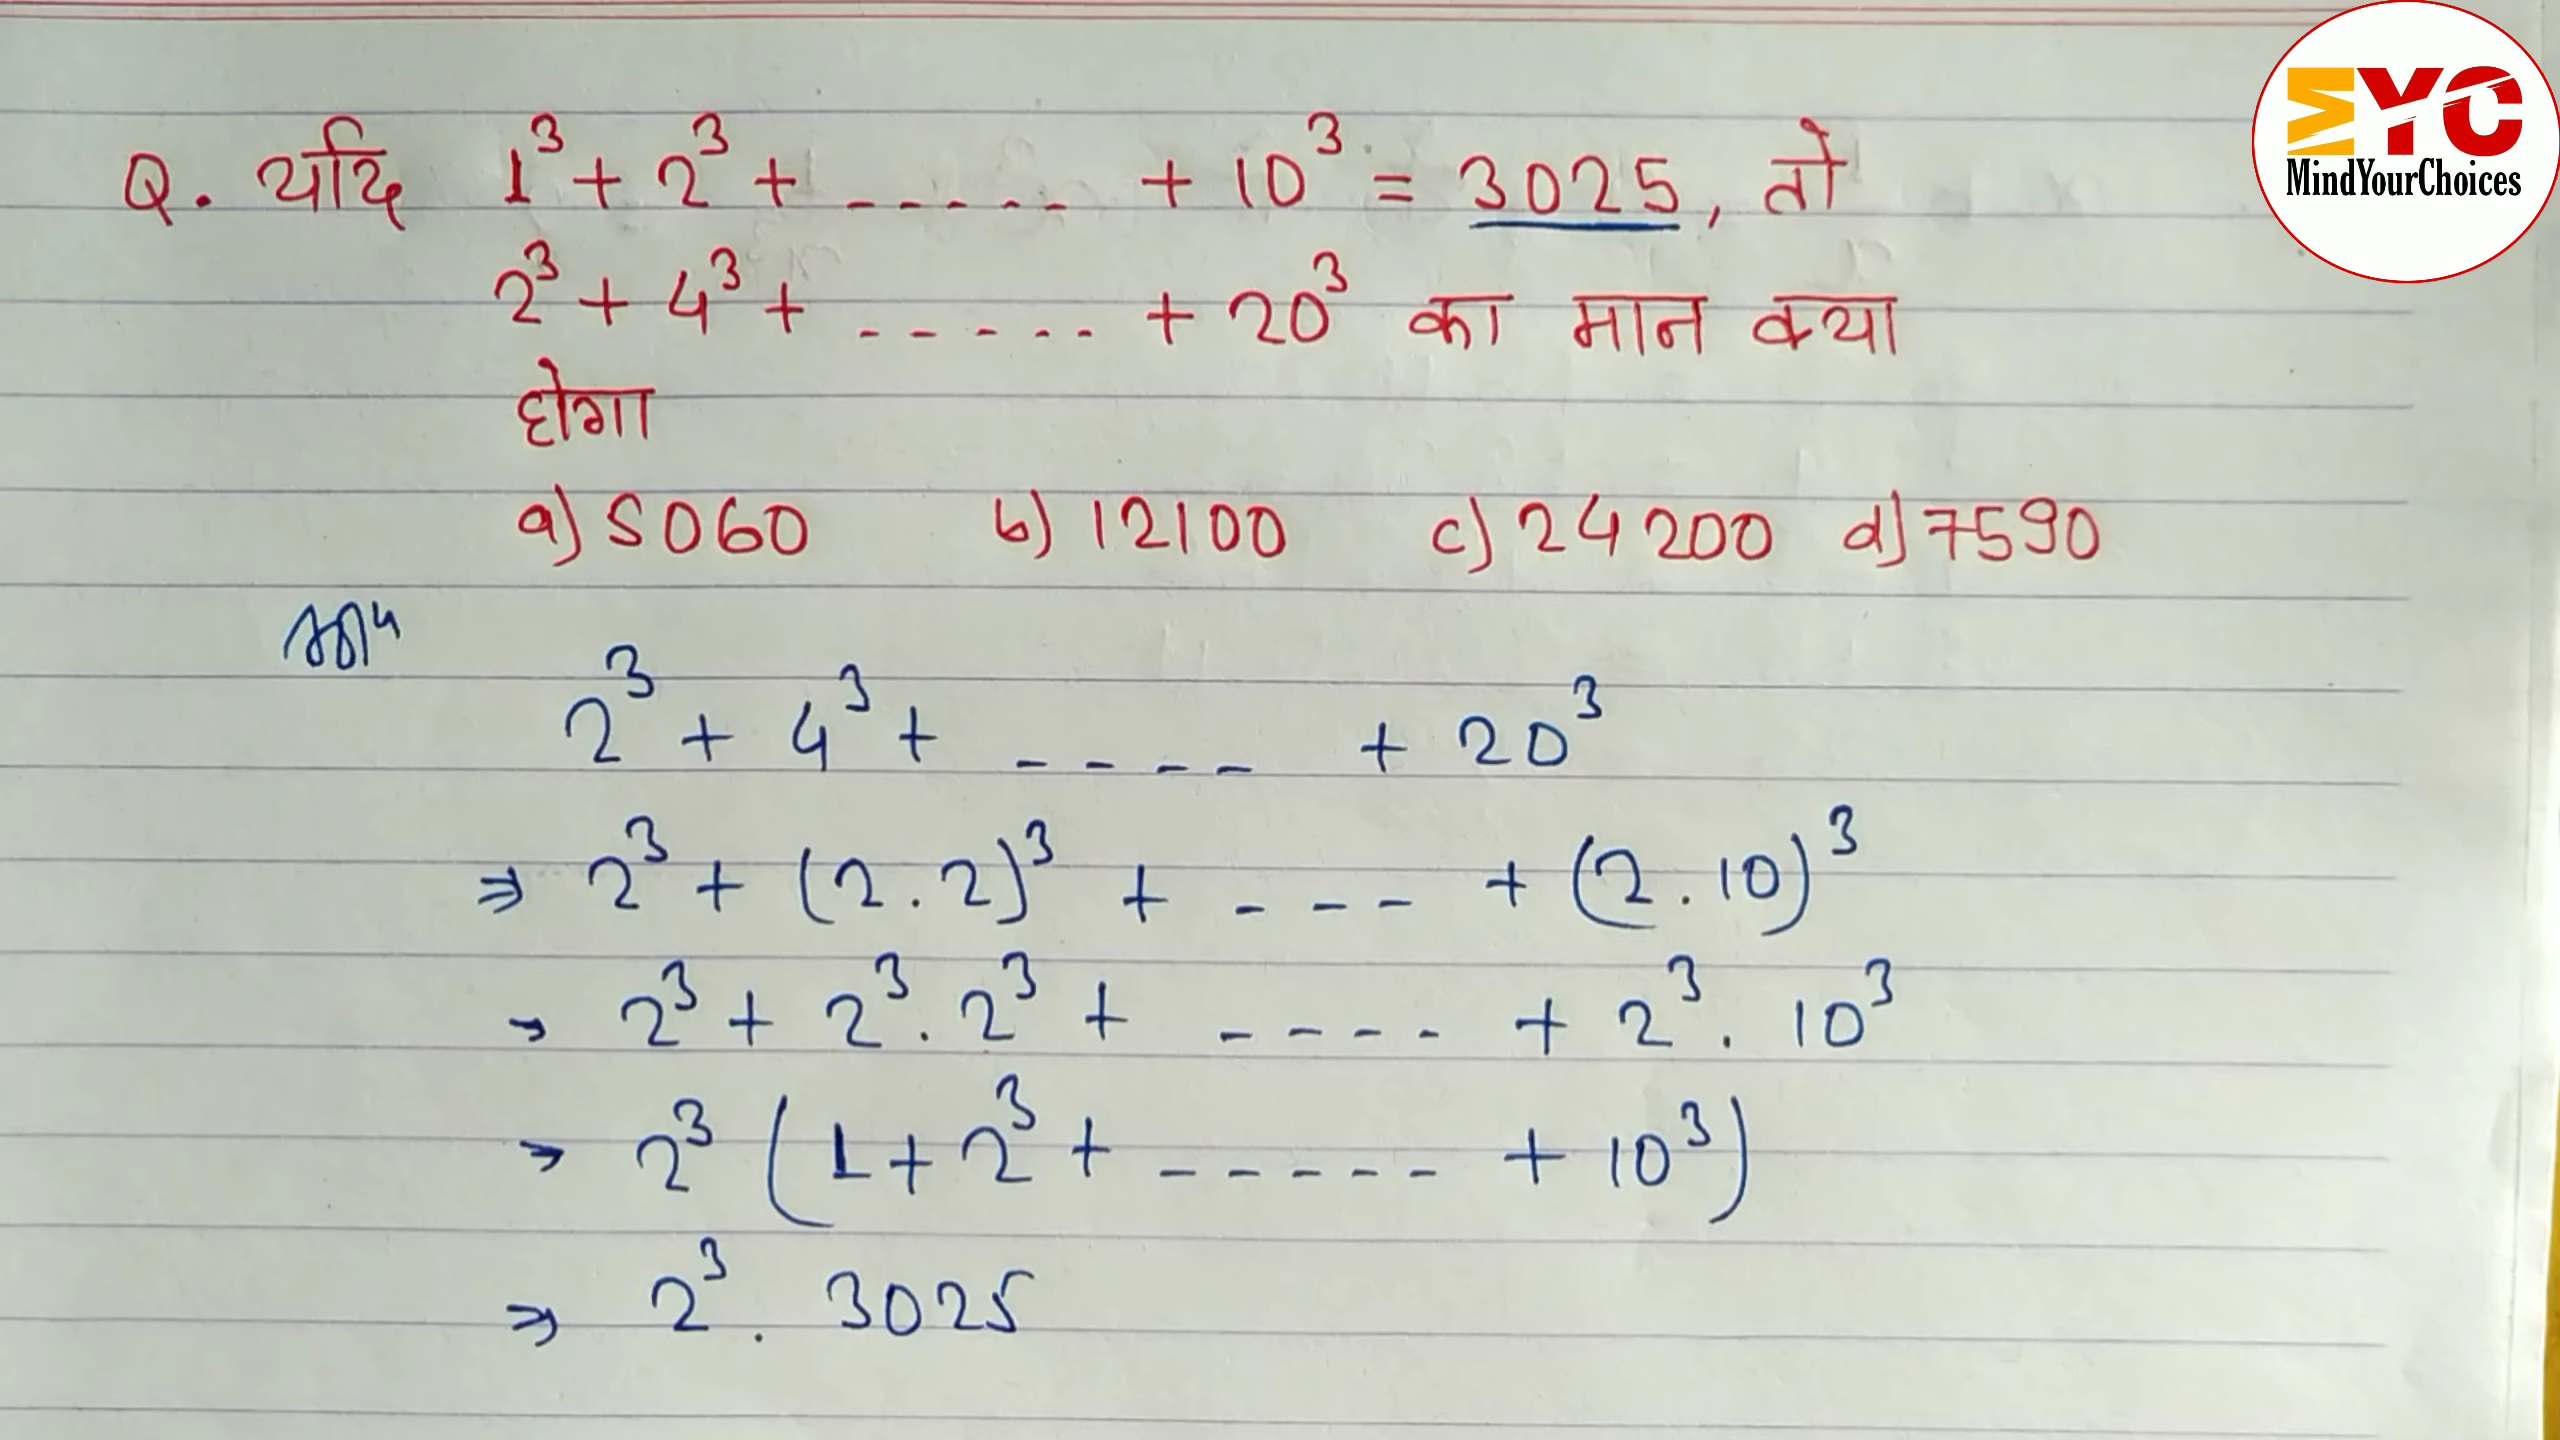 Q. यदि 1³ + 2³ + ----- + 10³ = 3025, तो
2³ + 4³ + ----- + 20³ का मान क्या
होगा
a) 5060 b) 12100 c) 24200 d) 7590
2³ + 4³ + ---- + 20³
⇒ 2³ + (2.2)³ + --- + (2.10)³
→ 2³ + 2³.2³ + ---- + 2³. 10³
→ 2³ (1 + 2³ + ----- + 10³)
⇒ 2³. 3025
MYC
MindYourChoices